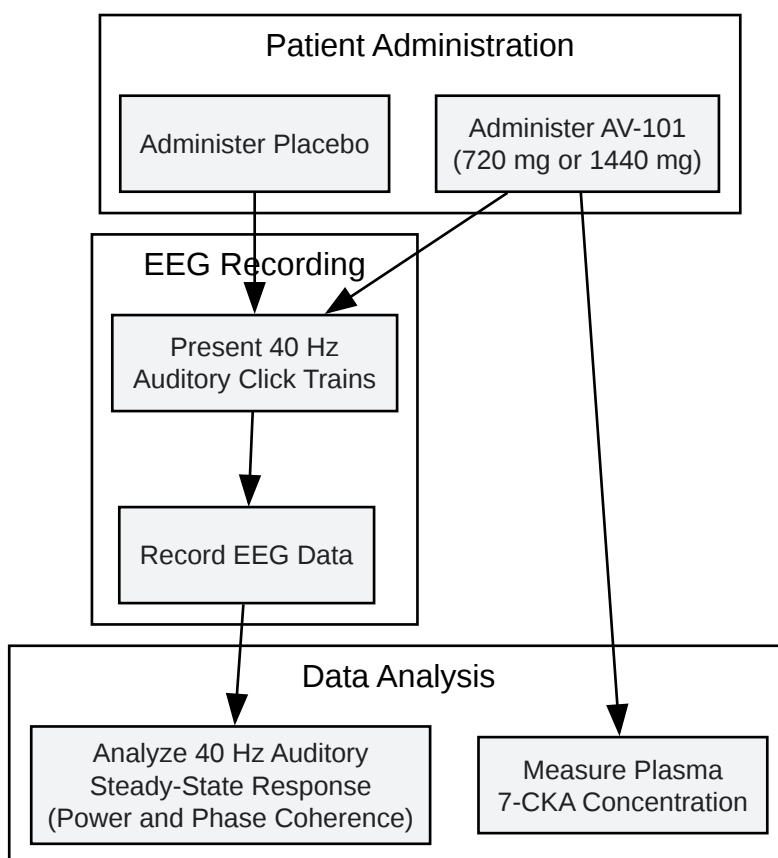 Patient Administration
Administer Placebo
Administer AV-101
(720 mg or 1440 mg)
EEG Recording
Present 40 Hz
Auditory Click Trains
Record EEG Data
Data Analysis
Analyze 40 Hz Auditory
Steady-State Response
(Power and Phase Coherence)
Measure Plasma
7-CKA Concentration